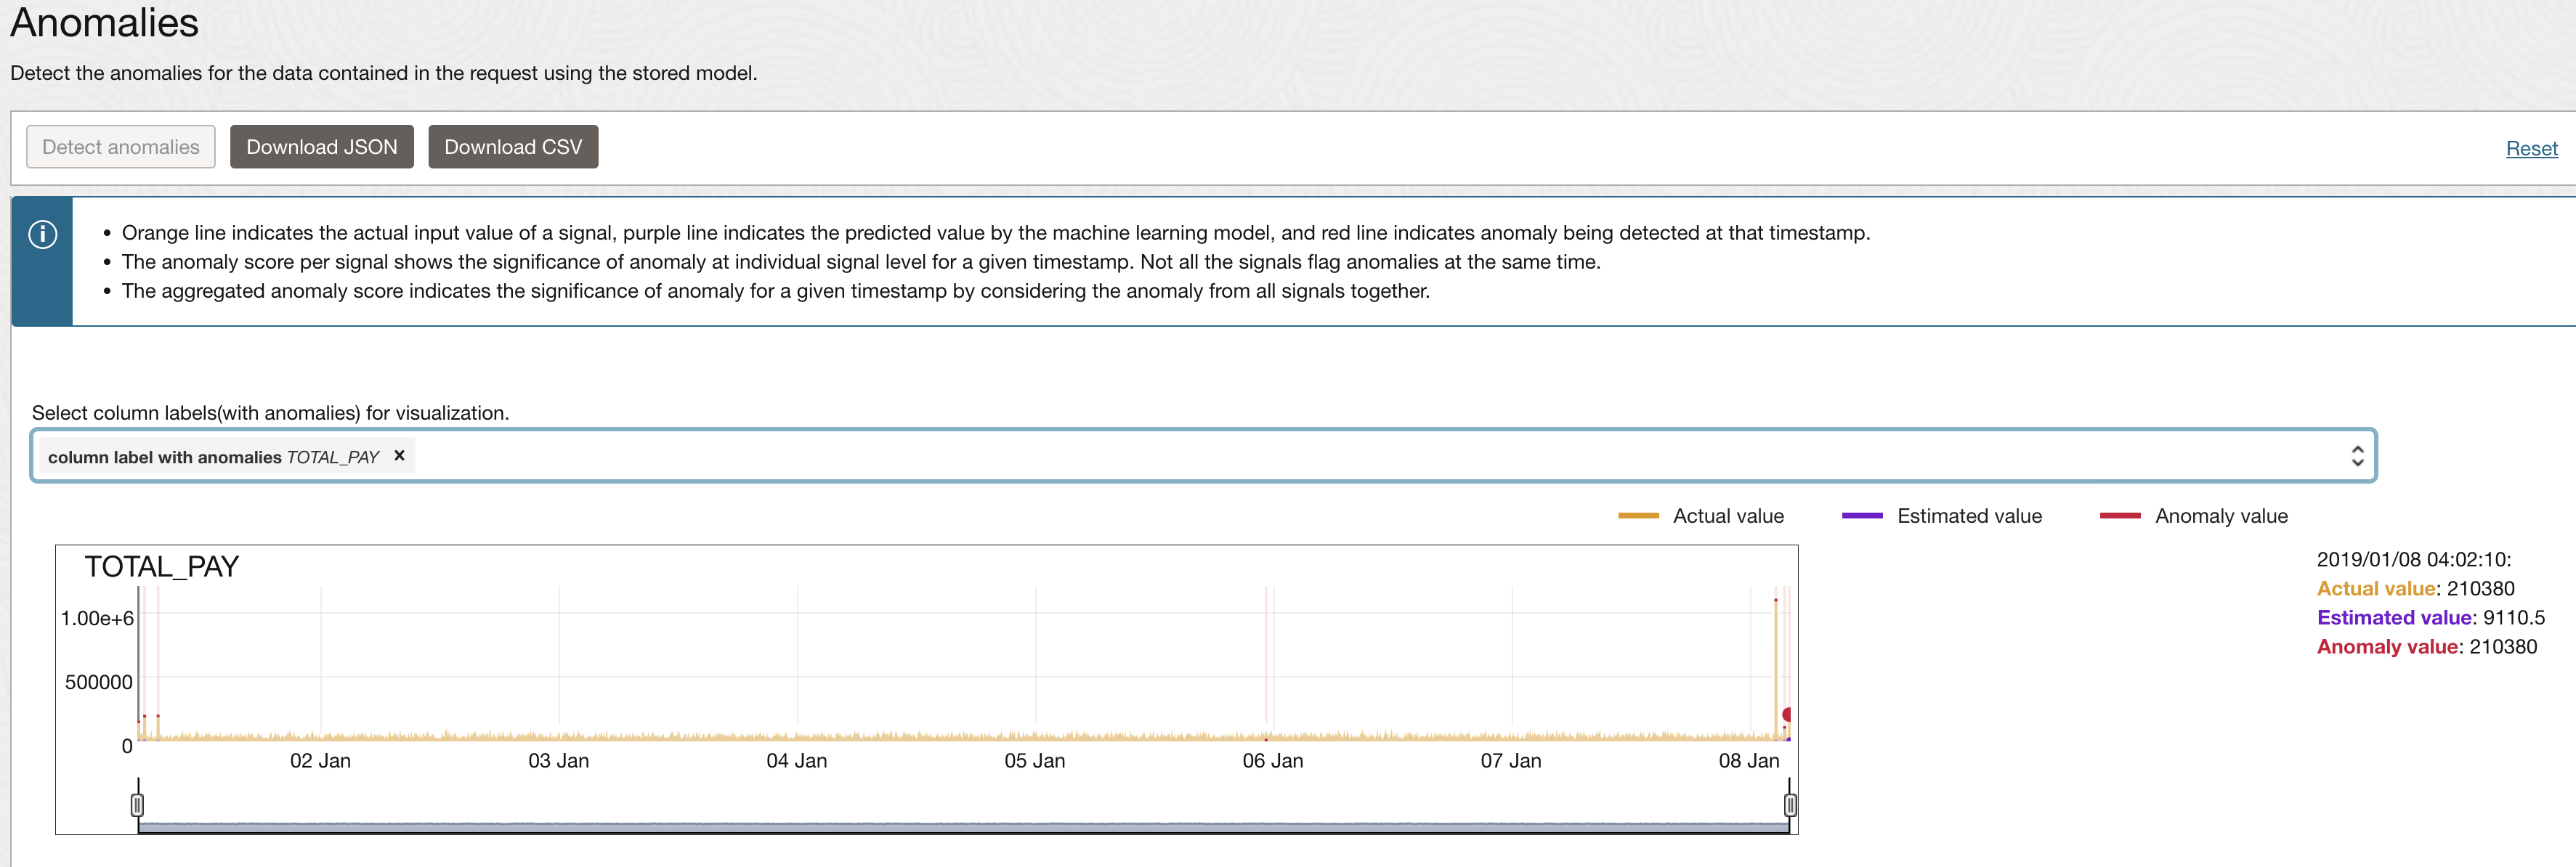 Anomalies
Detect the anomalies for the data contained in the request using the stored model.
Detect anomalies
Download JSON
Download CSV
Reset
Orange line indicates the actual input value of a signal, purple line indicates the predicted value by the machine learning model, and red line indicates anomaly being detected at that timestamp.
The anomaly score per signal shows the significance of anomaly at individual signal level for a given timestamp. Not all the signals flag anomalies at the same time.
The aggregated anomaly score indicates the significance of anomaly for a given timestamp by considering the anomaly from all signals together.
Select column labels(with anomalies) for visualization.
column label with anomalies TOTAL_PAY ×
Actual value
Estimated value
Anomaly value
TOTAL_PAY
1.00e+6
500000
0
02 Jan
03 Jan
04 Jan
05 Jan
06 Jan
07 Jan
08 Jan
2019/01/08 04:02:10:
Actual value: 210380
Estimated value: 9110.5
Anomaly value: 210380